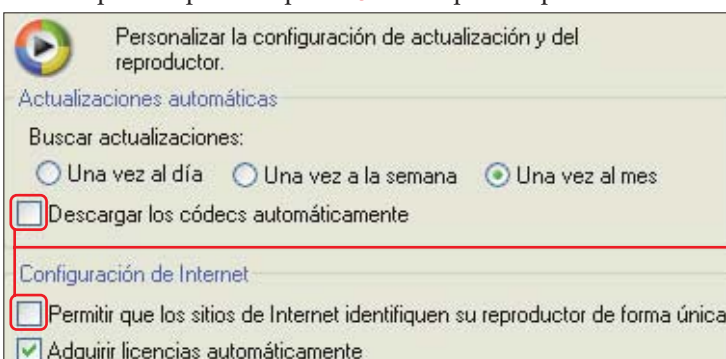 Personalizar la configuración de actualización y del
reproductor.
Actualizaciones automáticas
Buscar actualizaciones:
Una vez al día Una vez a la semana Una vez al mes
Descargar los códecs automáticamente
Configuración de Internet
Permitir que los sitios de Internet identifiquen su reproductor de forma única
Adquirir licencias automáticamente